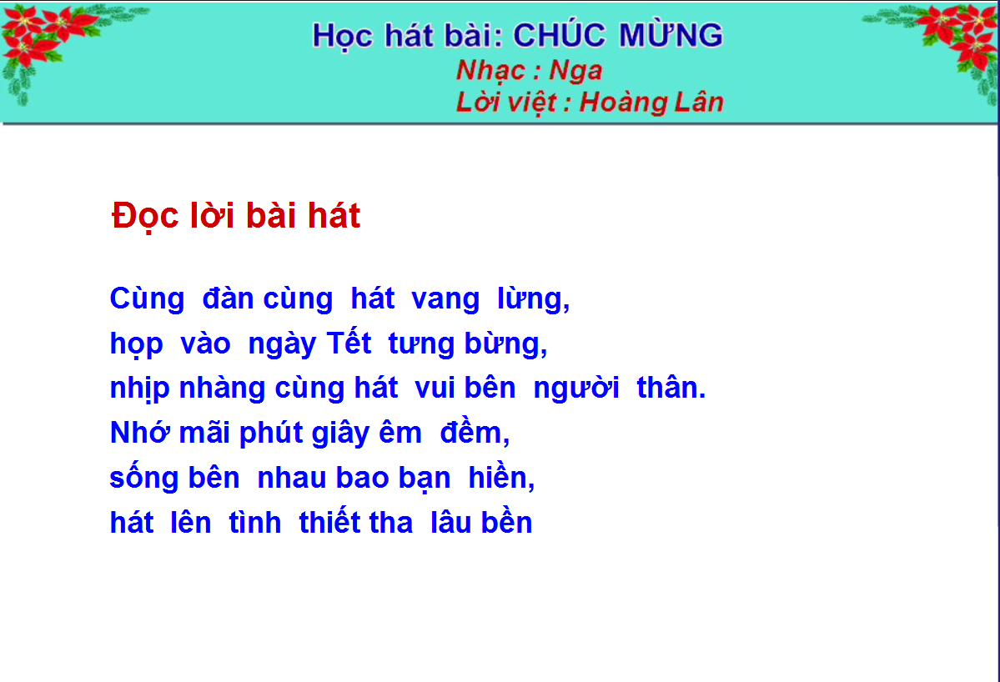 Học hát bài: CHÚC MỪNG
Nhạc : Nga
Lời việt : Hoàng Lân
Đọc lời bài hát
Cùng đàn cùng hát vang lừng,
họp vào ngày Tết tưng bừng,
nhịp nhàng cùng hát vui bên người thân.
Nhớ mãi phút giây êm đềm,
sống bên nhau bao bạn hiền,
hát lên tình thiết tha lâu bền